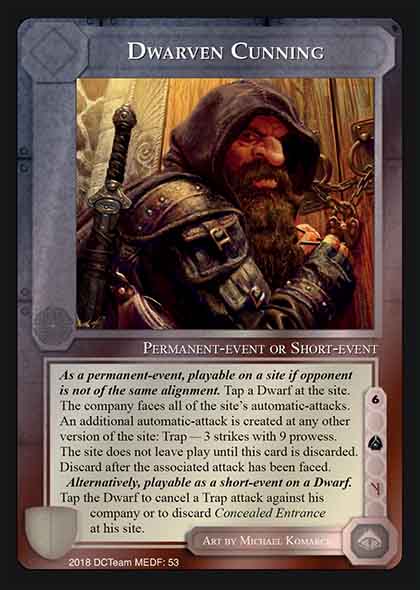 Dwarven Cunning
Permanent-event or Short-event
As a permanent-event, playable on a site if opponent
is not of the same alignment. Tap a Dwarf at the site.
The company faces all of the site's automatic-attacks.
An additional automatic-attack is created at any other
version of the site: Trap — 3 strikes with 9 prowess.
The site does not leave play until this card is discarded.
Discard after the associated attack has been faced.
Alternatively, playable as a short-event on a Dwarf.
Tap the Dwarf to cancel a Trap attack against his
company or to discard Concealed Entrance
at his site.
6
Art by Michael Komarck
2018 DCTeam MEDF: 53